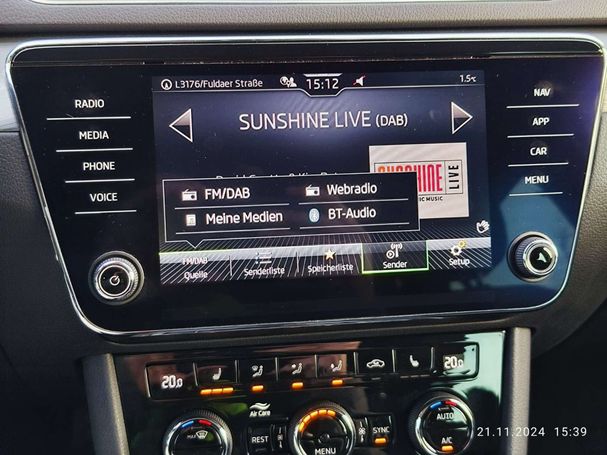 L3176/Fuldaer Straße
15:12
1.5°C
RADIO
MEDIA
PHONE
VOICE
NAV
APP
CAR
MENU
SUNSHINE LIVE (DAB)
LIVE
MUSIC
FM/DAB
Webradio
Meine Medien
BT-Audio
FM/DAB
Quelle
Senderliste
Speicherliste
Sender
Setup
20.0
20.0
Air Care
MAX
REST
MENU
SYNC
AUTO
A/C
21.11.2024 15:39